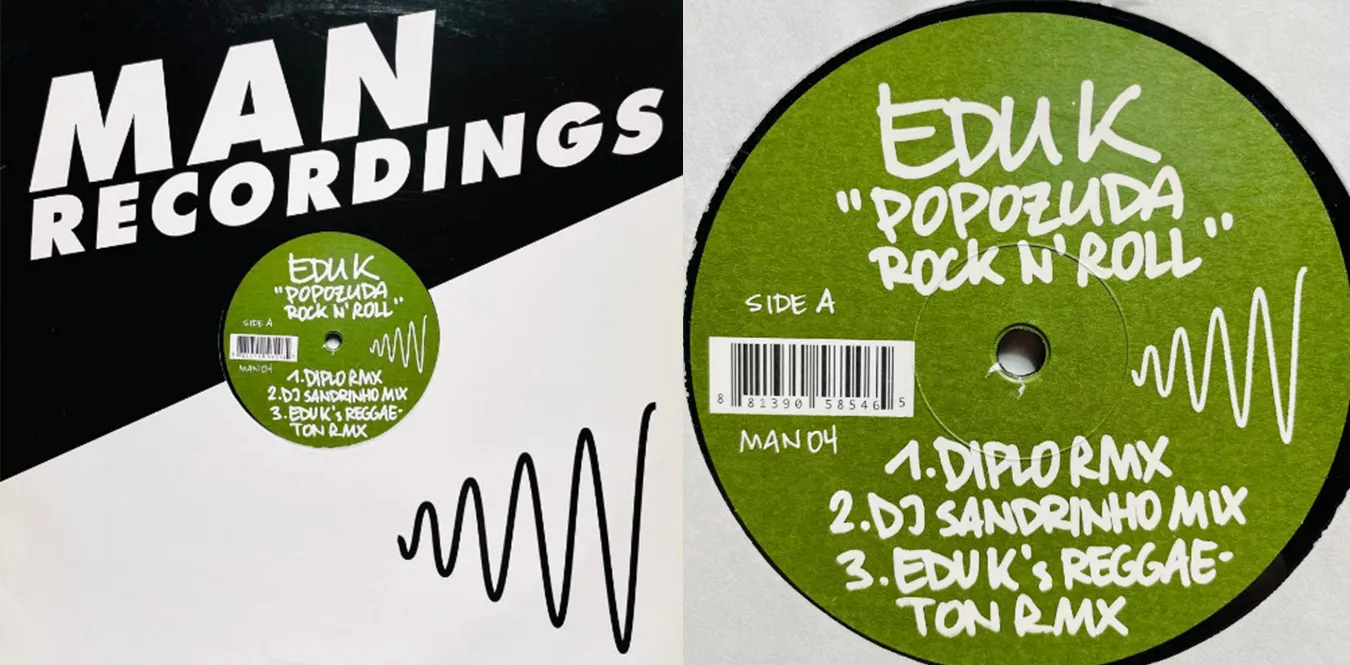 MAN
RECORDINGS
EDU K
"POPOZUDA
ROCK N' ROLL"
SIDE A
MAN 04
1. DIPLO RMX
2. DJ SANDRINHO MIX
3. EDU K's REGGAE-
TON RMX
EDU K
"POPOZUDA
ROCK N' ROLL"
SIDE A
8 81390 58546 5
MAN 04
1. DIPLO RMX
2. DJ SANDRINHO MIX
3. EDU K's REGGAE-
TON RMX